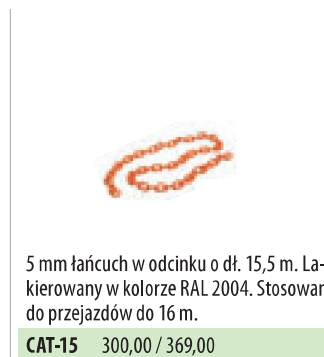 5 mm łańcuch w odcinku o dł. 15,5 m. La-
kierowany w kolorze RAL 2004. Stosowan
do przejazdów do 16 m.
CAT-15 300,00 / 369,00